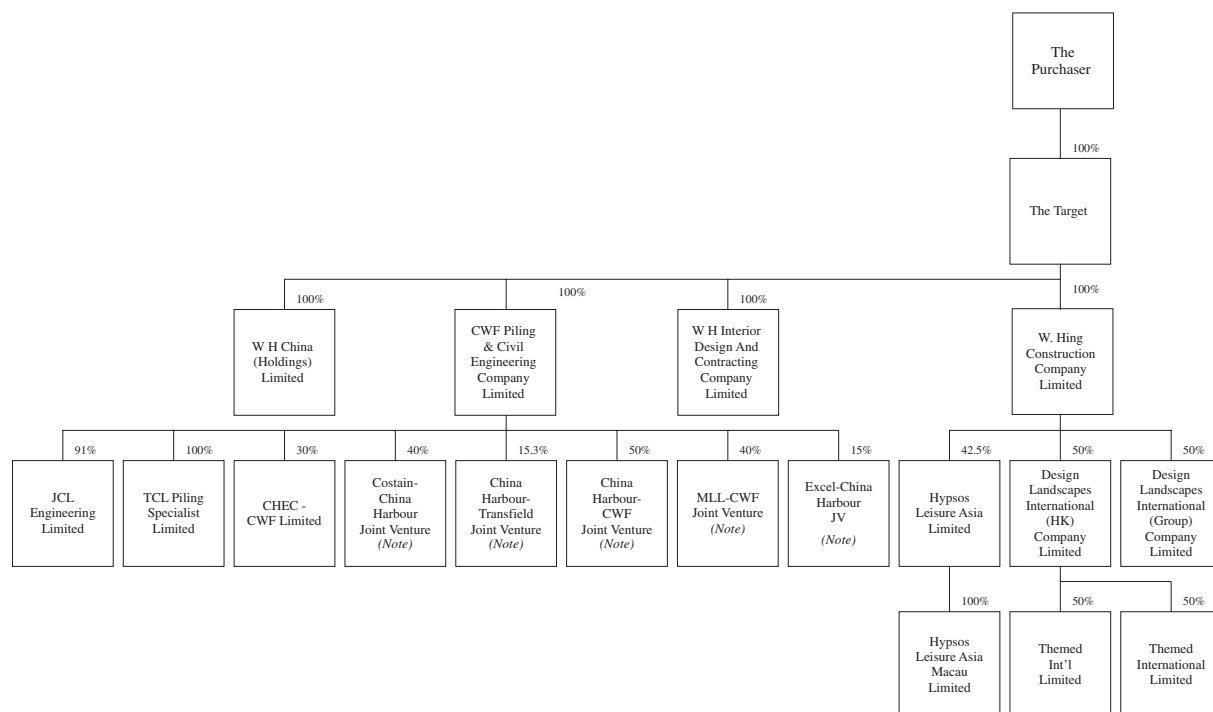 The
Purchaser
100%
The Target
100%
100%
100%
100%
W H China
(Holdings)
Limited
CWF Piling
& Civil
Engineering
Company
Limited
W H Interior
Design And
Contracting
Company
Limited
W. Hing
Construction
Company
Limited
91%
100%
30%
40%
15.3%
50%
40%
15%
42.5%
50%
50%
JCL
Engineering
Limited
TCL Piling
Specialist
Limited
CHEC -
CWF Limited
Costain-
China
Harbour
Joint Venture
(Note)
China
Harbour-
Transfield
Joint Venture
(Note)
China
Harbour-
CWF
Joint Venture
(Note)
MLL-CWF
Joint Venture
(Note)
Excel-China
Harbour
JV
(Note)
Hypsos
Leisure Asia
Limited
Design
Landscapes
International
(HK)
Company
Limited
Design
Landscapes
International
(Group)
Company
Limited
100%
50%
50%
Hypsos
Leisure Asia
Macau
Limited
Themed
Int'l
Limited
Themed
International
Limited